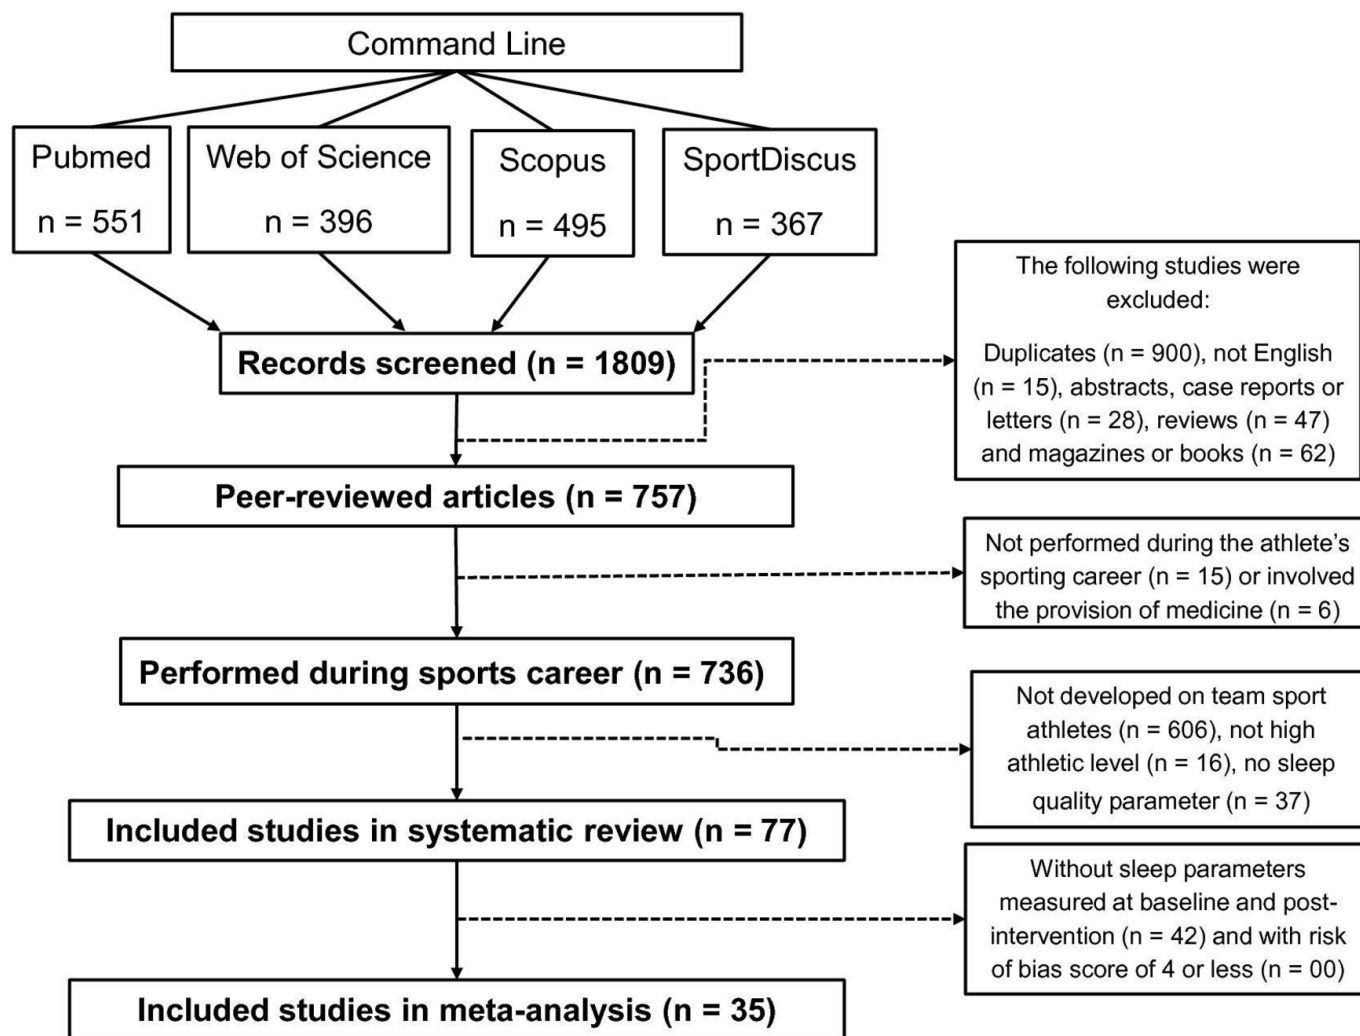 Command Line
Pubmed
n = 551
Web of Science
n = 396
Scopus
n = 495
SportDiscus
n = 367
Records screened (n = 1809)
The following studies were
excluded:
Duplicates (n = 900), not English
(n = 15), abstracts, case reports or
letters (n = 28), reviews (n = 47)
and magazines or books (n = 62)
Peer-reviewed articles (n = 757)
Not performed during the athlete’s
sporting career (n = 15) or involved
the provision of medicine (n = 6)
Performed during sports career (n = 736)
Not developed on team sport
athletes (n = 606), not high
athletic level (n = 16), no sleep
quality parameter (n = 37)
Included studies in systematic review (n = 77)
Without sleep parameters
measured at baseline and post-
intervention (n = 42) and with risk
of bias score of 4 or less (n = 00)
Included studies in meta-analysis (n = 35)